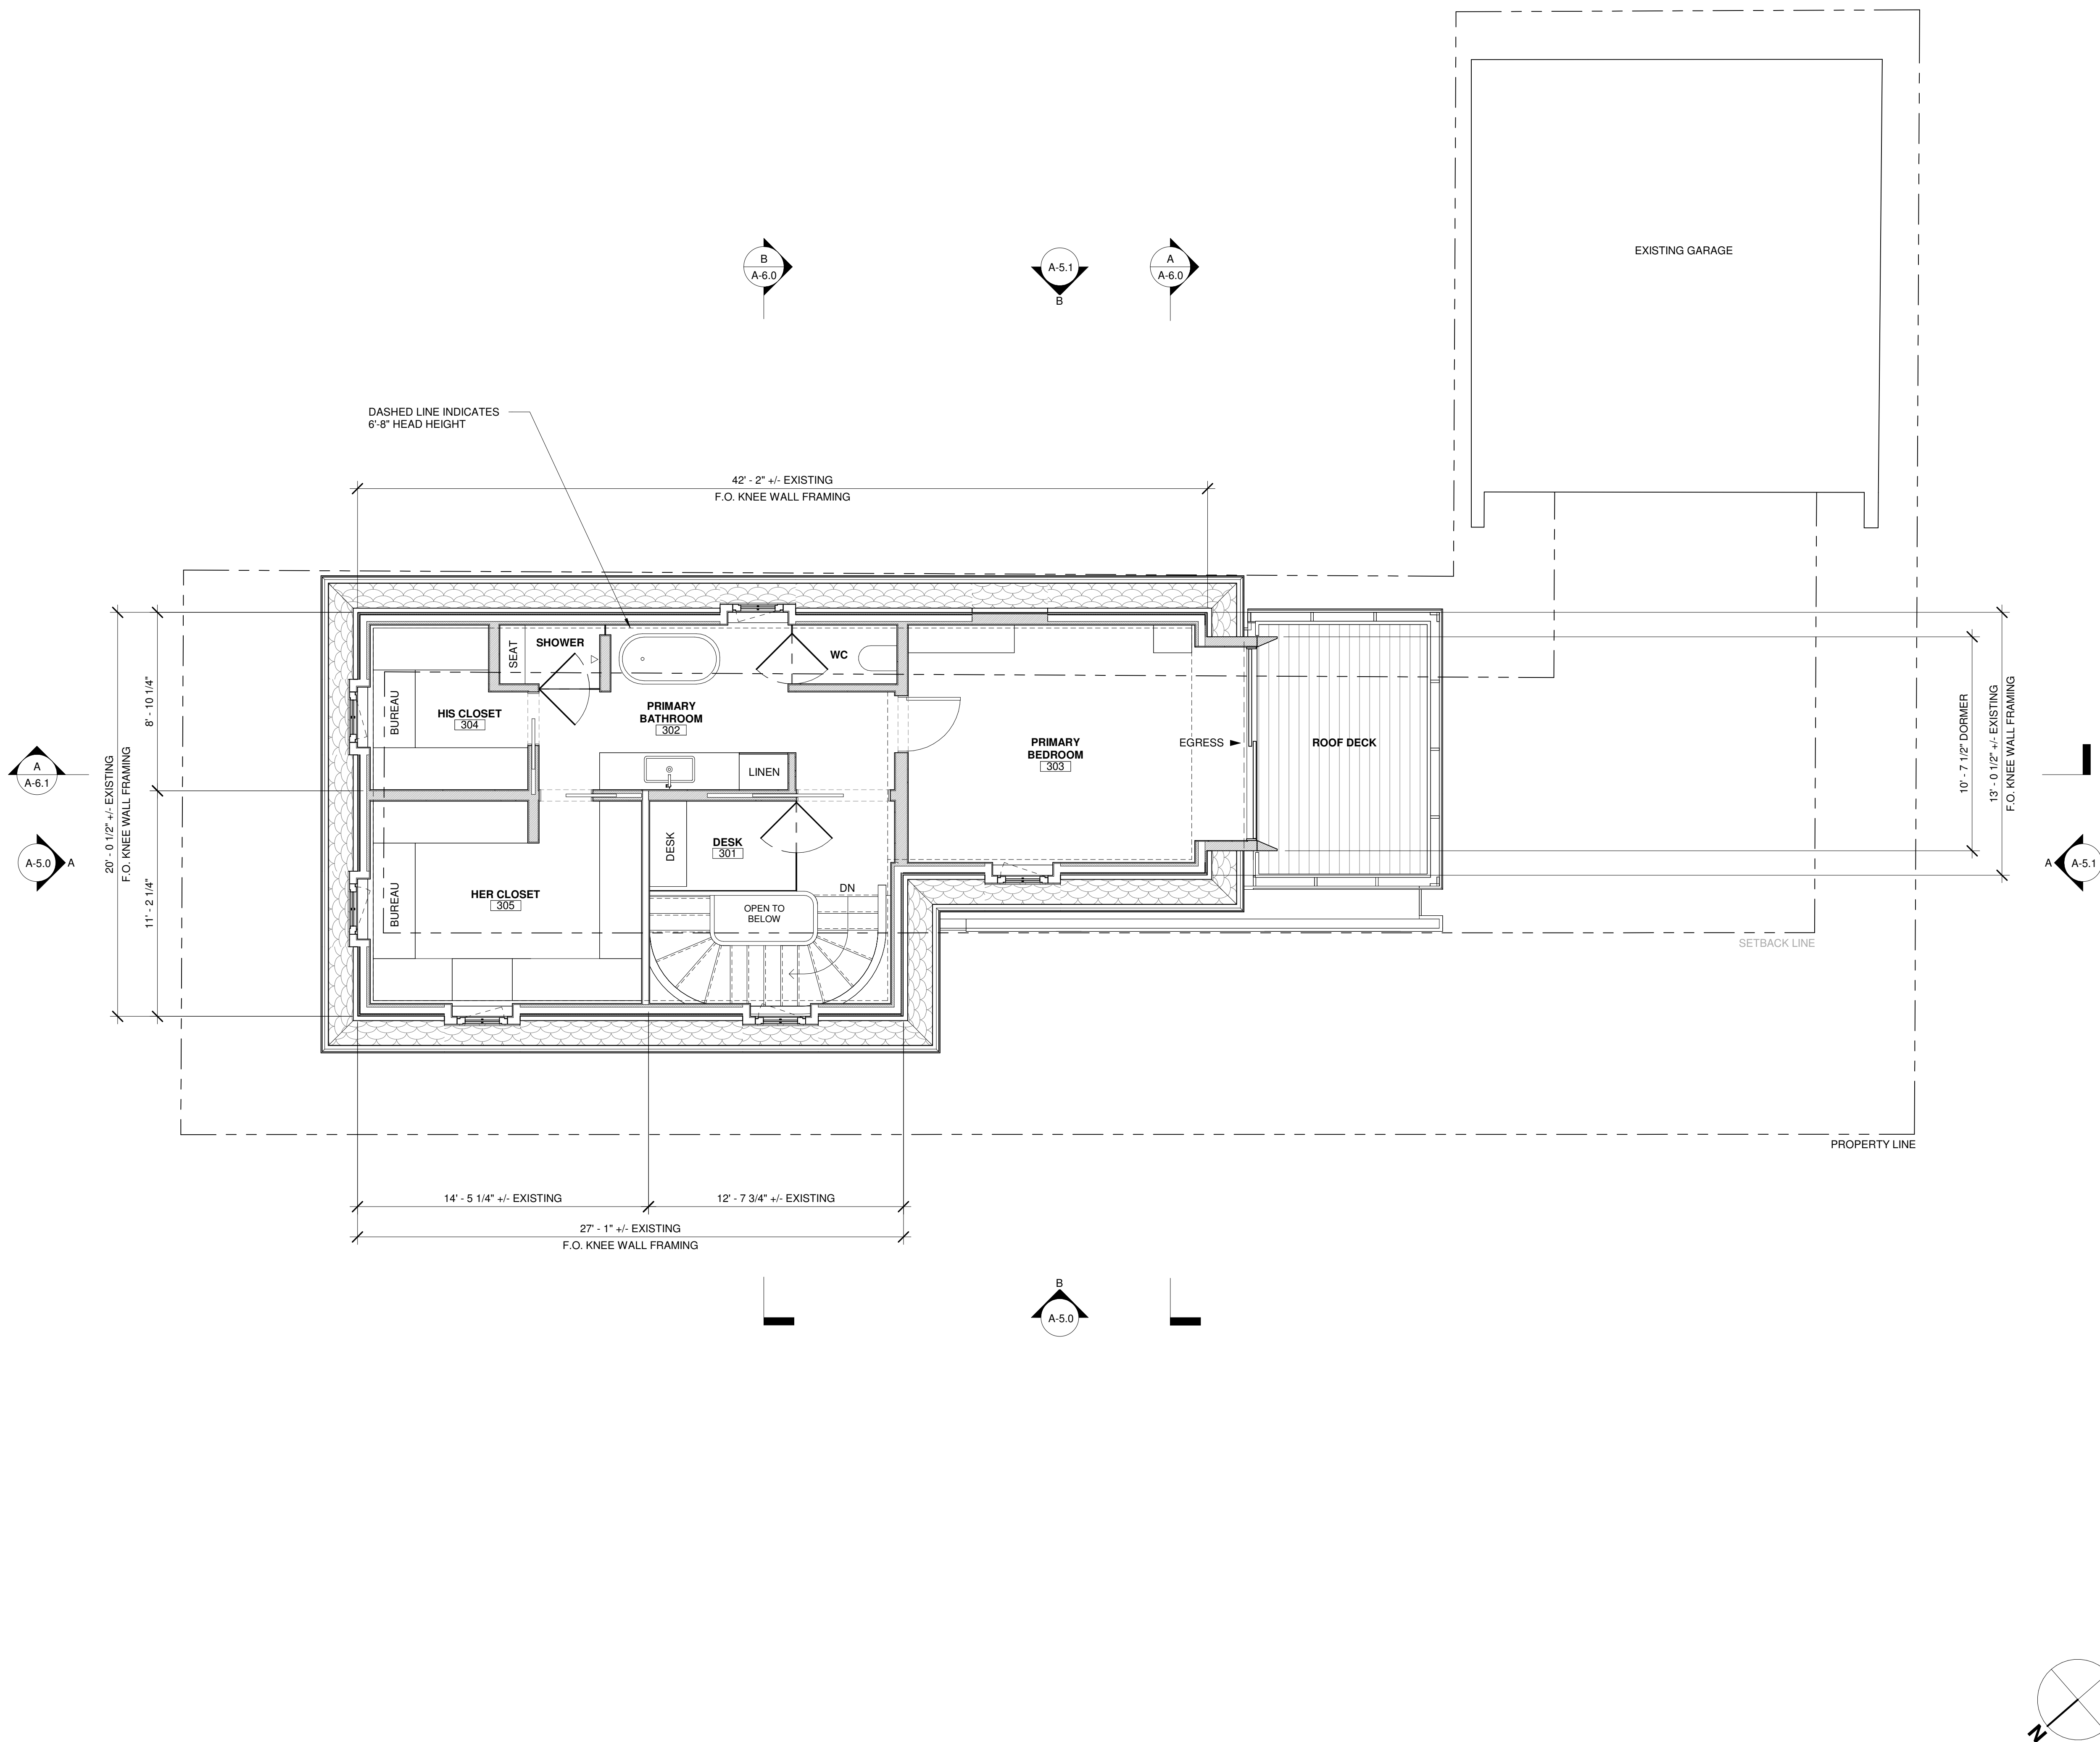 EXISTING GARAGE
B
A-6.0
A-5.1
B
A
A-6.0
DASHED LINE INDICATES
6'-8" HEAD HEIGHT
42' - 2" +/- EXISTING
F.O. KNEE WALL FRAMING
20' - 0 1/2" +/- EXISTING
F.O. KNEE WALL FRAMING
8' - 10 1/4"
11' - 2 1/4"
A
A-6.1
A-5.0
A
SEAT
SHOWER
WC
BUREAU
HIS CLOSET
304
PRIMARY
BATHROOM
302
LINEN
PRIMARY
BEDROOM
303
EGRESS
ROOF DECK
10' - 7 1/2" DORMER
13' - 0 1/2" +/- EXISTING
F.O. KNEE WALL FRAMING
DESK
DESK
301
BUREAU
HER CLOSET
305
DN
OPEN TO
BELOW
A
A-5.1
SETBACK LINE
PROPERTY LINE
14' - 5 1/4" +/- EXISTING
12' - 7 3/4" +/- EXISTING
27' - 1" +/- EXISTING
F.O. KNEE WALL FRAMING
B
A-5.0
N